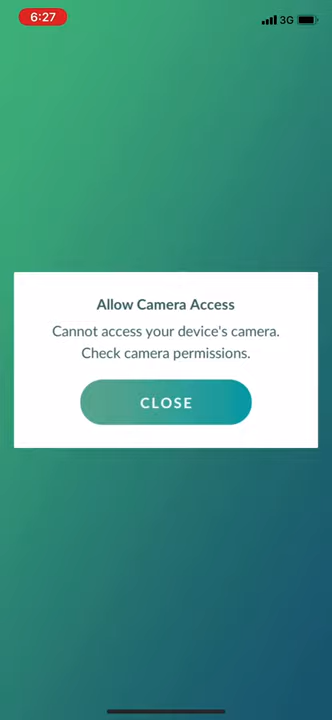 6:27
3G
Allow Camera Access
Cannot access your device's camera.
Check camera permissions.
CLOSE